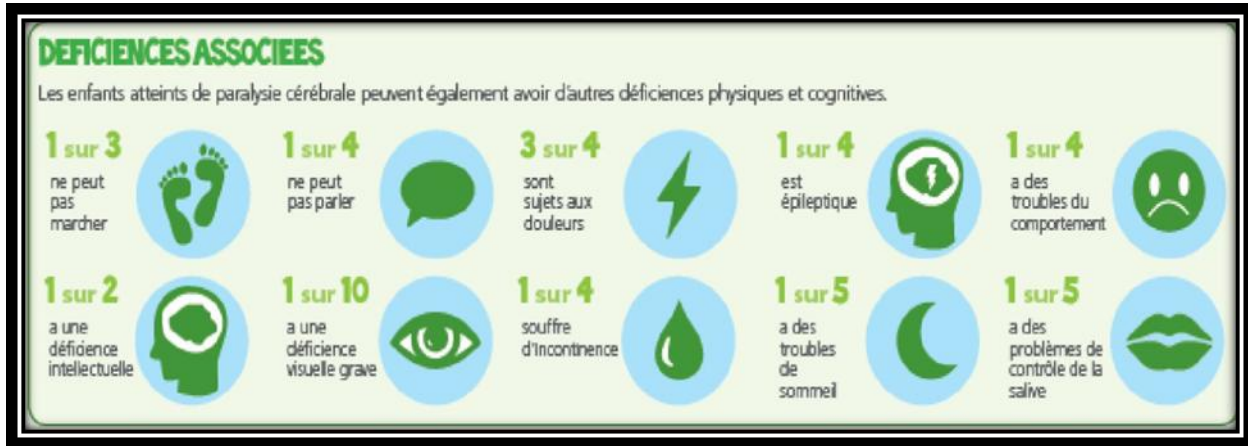 DEFICIENCES ASSOCIEES
Les enfants atteints de paralysie cérébrale peuvent également avoir d'autres déficiences physiques et cognitives.
1 sur 3
ne peut
pas
marcher
1 sur 4
ne peut
pas parler
3 sur 4
sont
sujets aux
douleurs
1 sur 4
est
épileptique
1 sur 4
a des
troubles du
comportement
1 sur 2
a une
déficience
intellectuelle
1 sur 10
a une
déficience
visuelle grave
1 sur 4
souffre
d'incontinence
1 sur 5
a des
troubles
de
sommeil
1 sur 5
a des
problèmes de
contrôle de la
salive